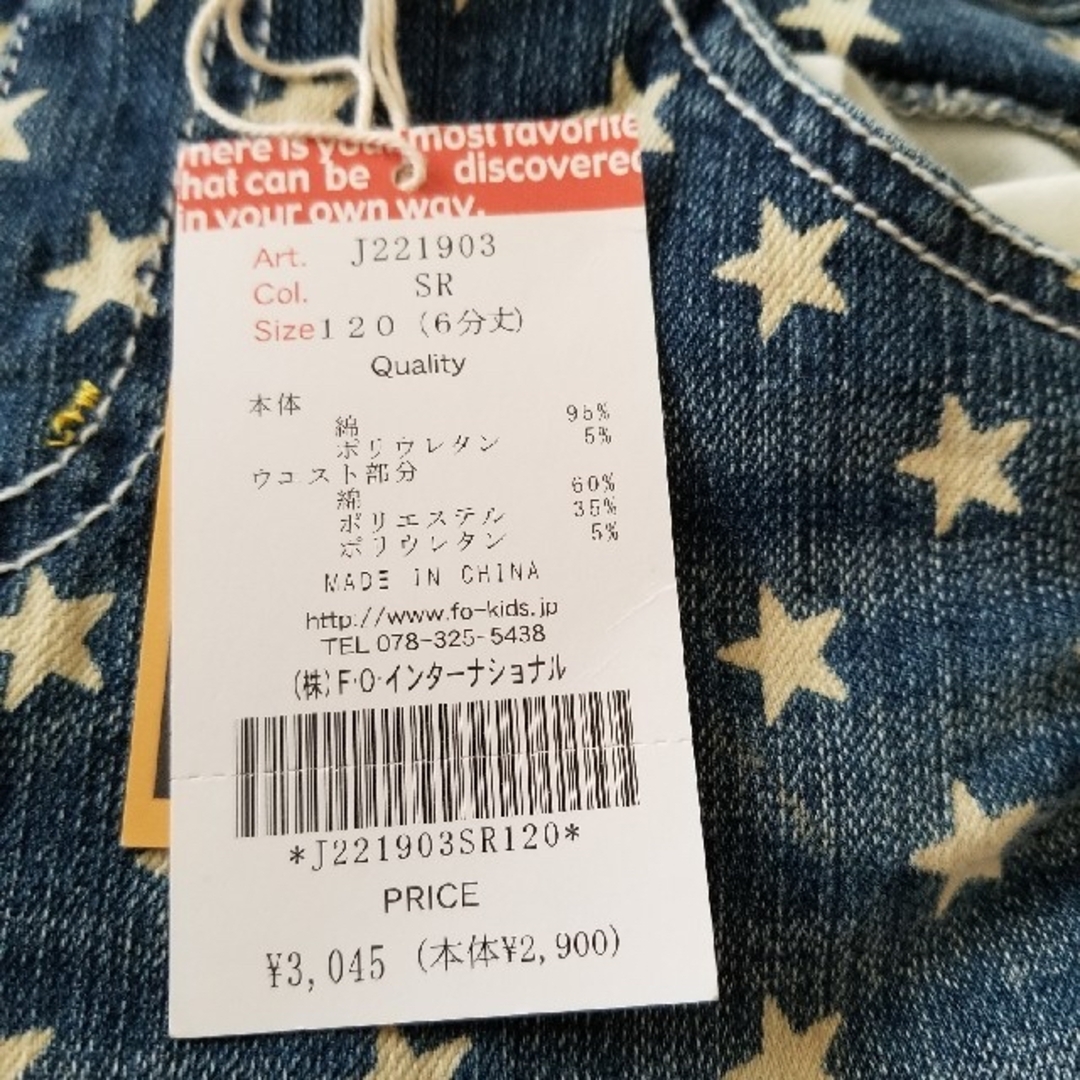 here is your most favorite
hat can be discovered
in your own way.
Art. J221903
Col. SR
Size 120 (6分丈)
Quality
本体
綿 95%
ポリウレタン 5%
ウエスト部分
綿 60%
ポリエステル 35%
ポリウレタン 5%
MADE IN CHINA
http://www.fo-kids.jp
TEL 078-325-5438
(株)F・O・インターナショナル
*J221903SR120*
PRICE
¥3,045 (本体¥2,900)